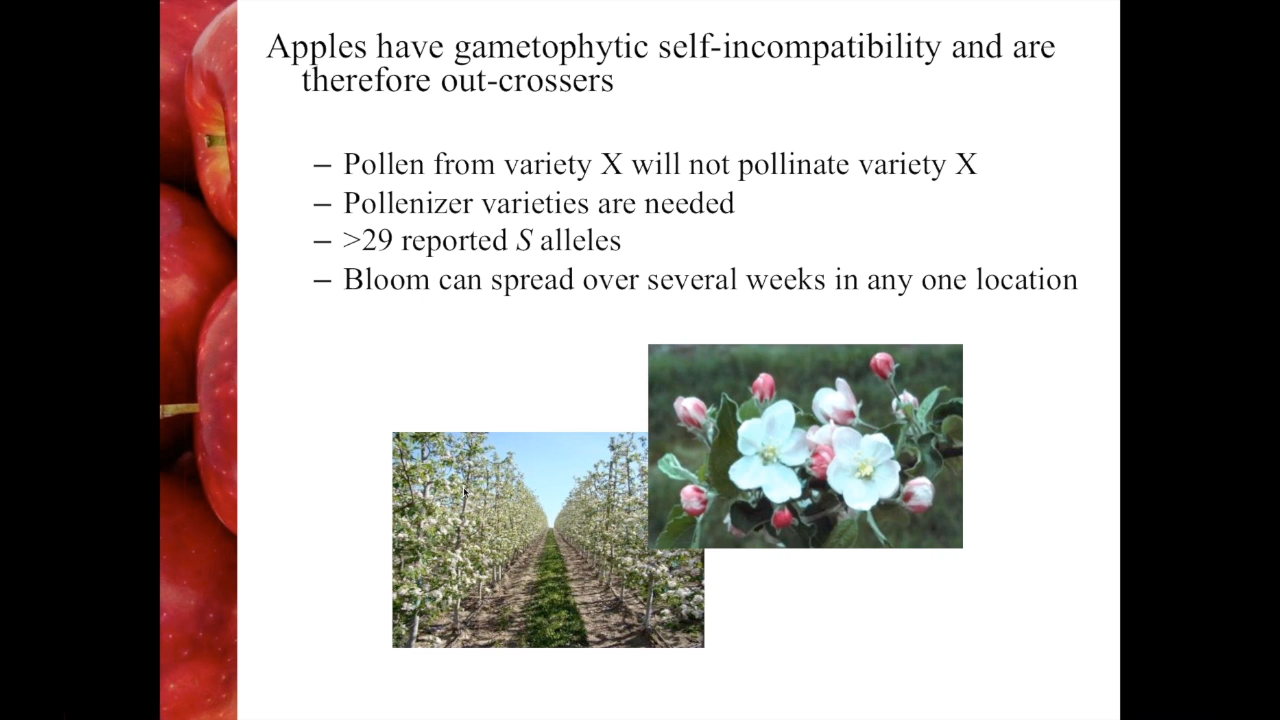 Apples have gametophytic self-incompatibility and are
therefore out-crossers
– Pollen from variety X will not pollinate variety X
– Pollenizer varieties are needed
– >29 reported S alleles
– Bloom can spread over several weeks in any one location